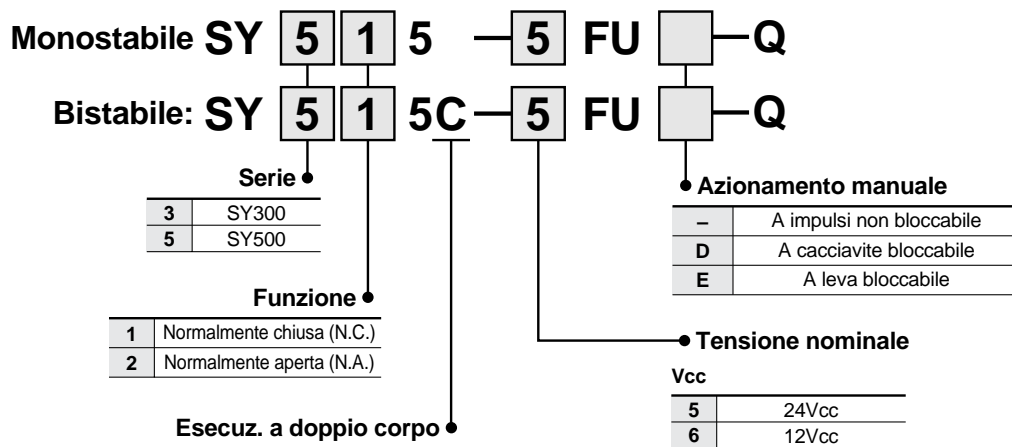 Monostabile SY 5 1 5 – 5 FU – Q
Bistabile: SY 5 1 5C – 5 FU – Q
Serie
3 SY300
5 SY500
Funzione
1 Normalmente chiusa (N.C.)
2 Normalmente aperta (N.A.)
Esecuz. a doppio corpo
Azionamento manuale
– A impulsi non bloccabile
D A cacciavite bloccabile
E A leva bloccabile
Tensione nominale
Vcc
5 24Vcc
6 12Vcc